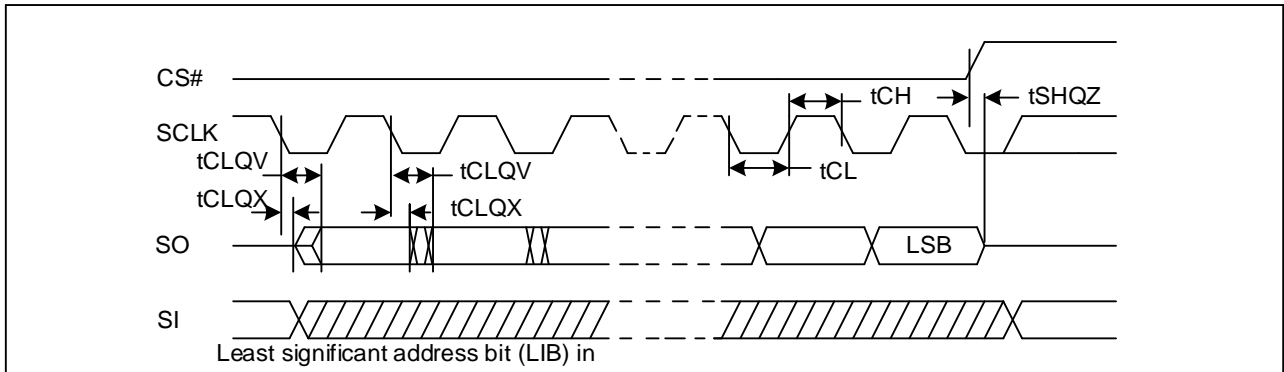 CS#
tCH
tSHQZ
SCLK
tCLQV
tCLQV
tCL
tCLQX
tCLQX
SO
LSB
SI
Least significant address bit (LIB) in